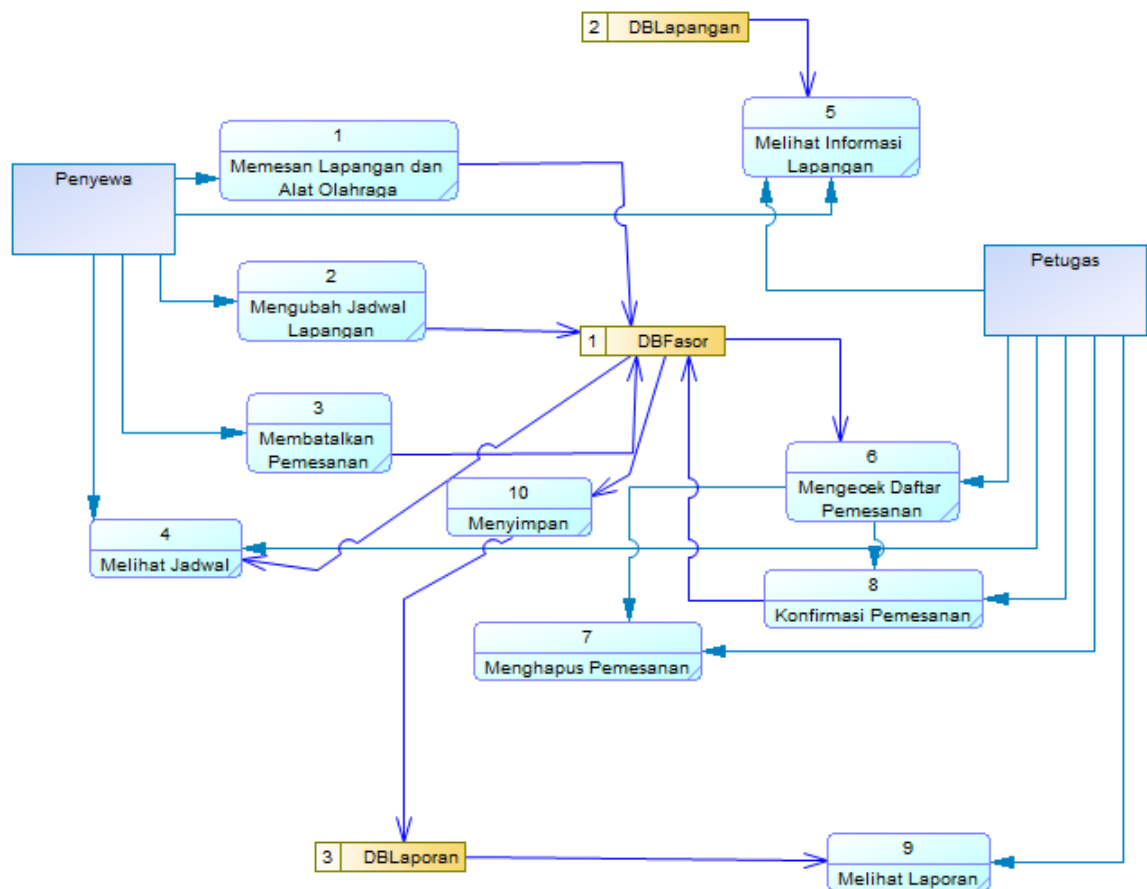 2 DBLapangan
5
Melihat Informasi
Lapangan
1
Memesan Lapangan dan
Alat Olahraga
Penyewa
Petugas
2
Mengubah Jadwal
Lapangan
1 DBFasor
3
Membatalkan
Pemesanan
6
Mengecek Daftar
Pemesanan
10
Menyimpan
4
Melihat Jadwal
8
Konfirmasi Pemesanan
7
Menghapus Pemesanan
3 DBLaporan
9
Melihat Laporan